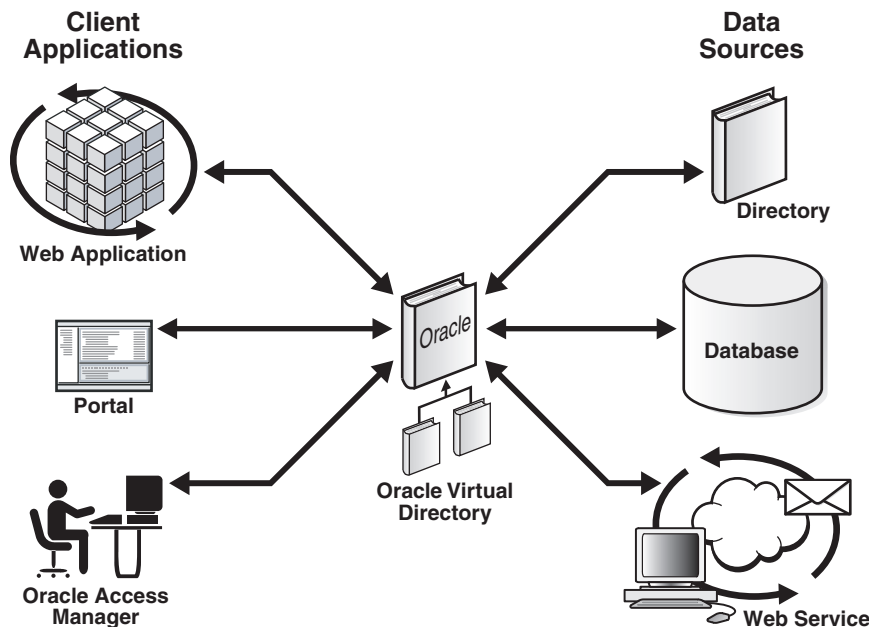 Client
Applications
Data
Sources
Web Application
Directory
Oracle
Portal
Database
Oracle Virtual
Directory
Oracle Access
Manager
Web Service